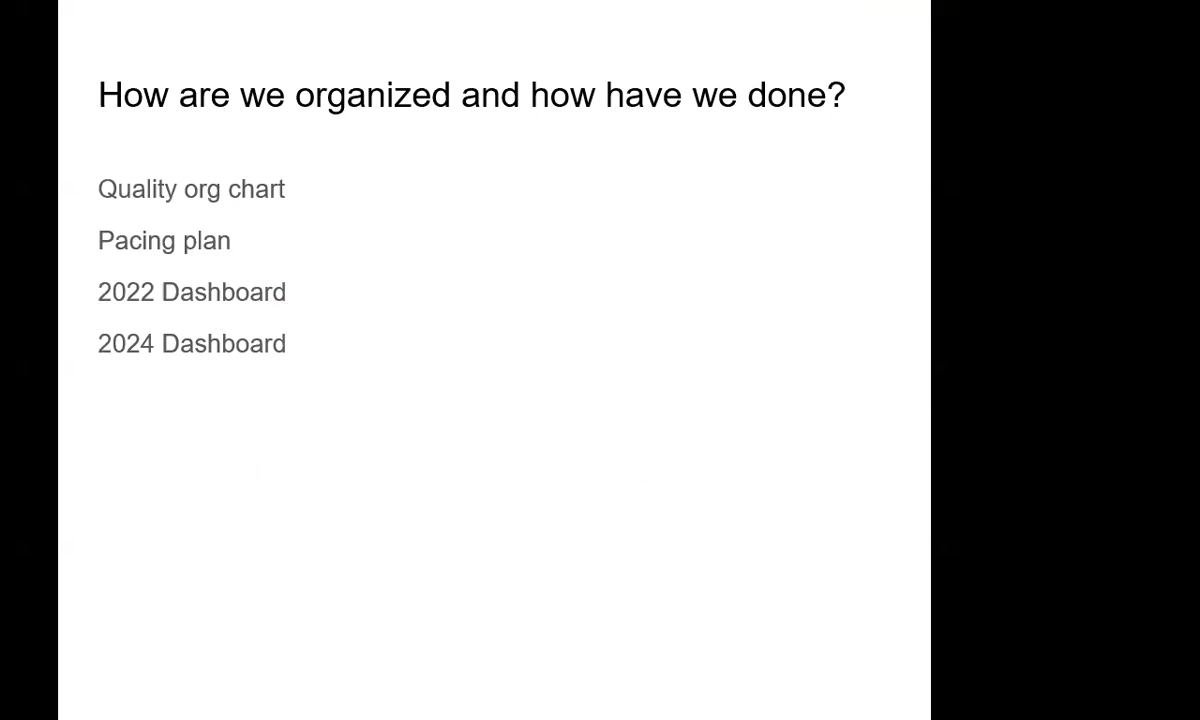 How are we organized and how have we done?
Quality org chart
Pacing plan
2022 Dashboard
2024 Dashboard